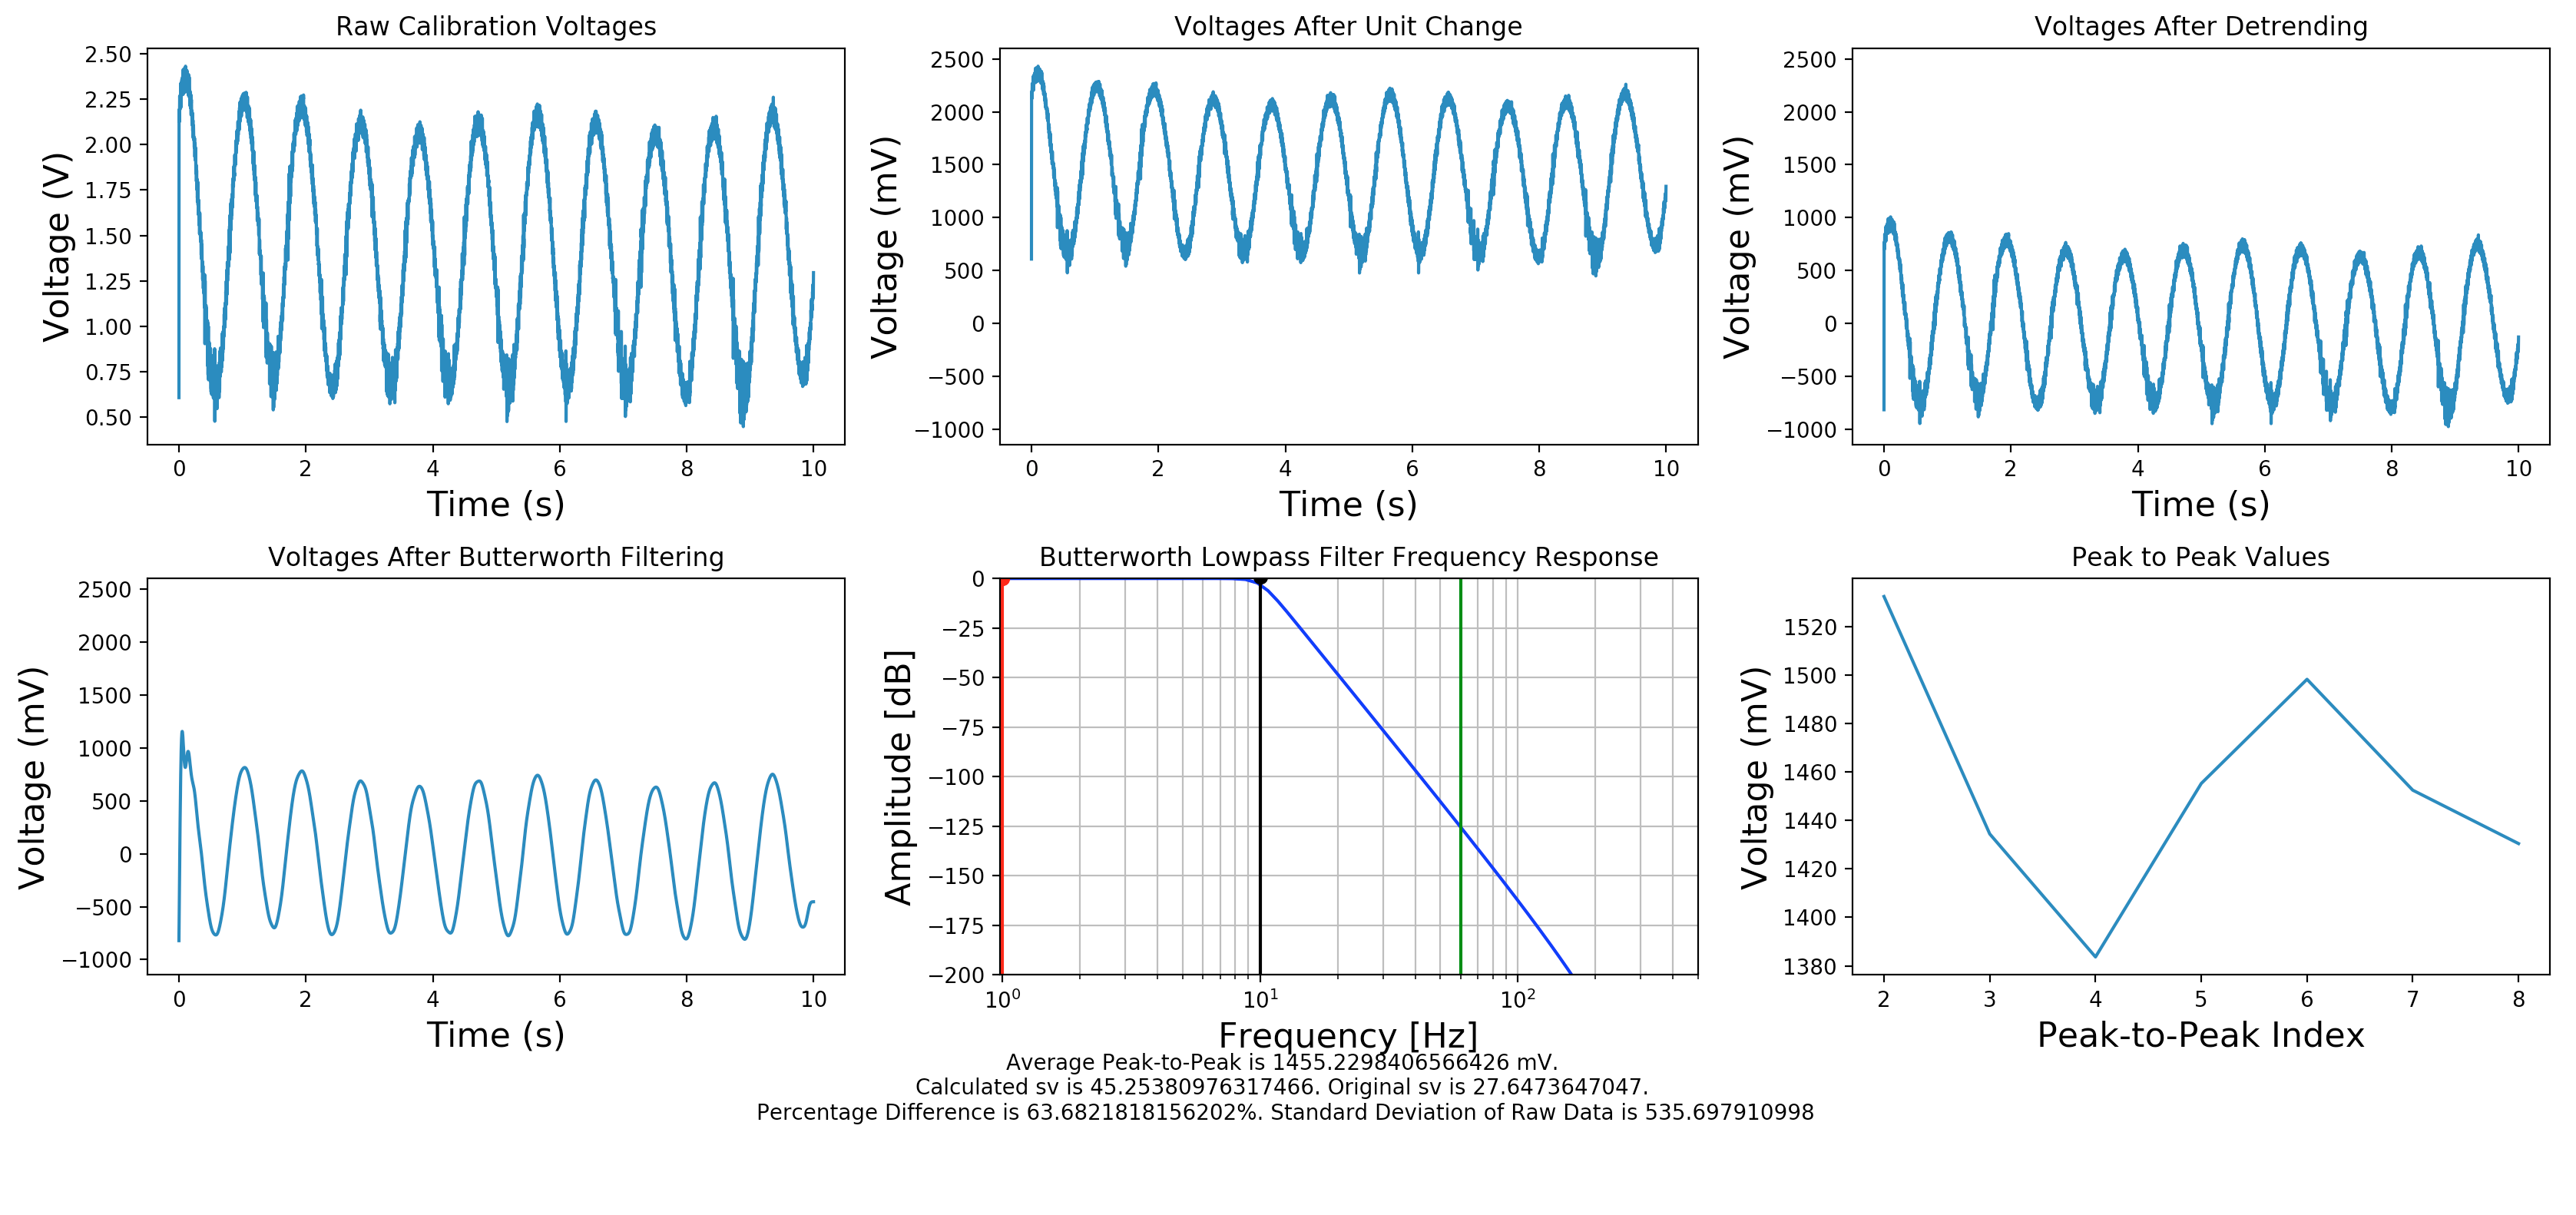 Raw Calibration Voltages
2.50
2.25
2.00
1.75
1.50
1.25
1.00
0.75
0.50
Voltage (V)
0 2 4 6 8 10
Time (s)
Voltages After Unit Change
2500
2000
1500
1000
500
0
−500
−1000
Voltage (mV)
0 2 4 6 8 10
Time (s)
Voltages After Detrending
2500
2000
1500
1000
500
0
−500
−1000
Voltage (mV)
0 2 4 6 8 10
Time (s)
Voltages After Butterworth Filtering
2500
2000
1500
1000
500
0
−500
−1000
Voltage (mV)
0 2 4 6 8 10
Time (s)
Butterworth Lowpass Filter Frequency Response
0
−25
−50
−75
−100
−125
−150
−175
−200
Amplitude [dB]
10⁰ 10¹ 10²
Frequency [Hz]
Peak to Peak Values
1520
1500
1480
1460
1440
1420
1400
1380
Voltage (mV)
2 3 4 5 6 7 8
Peak-to-Peak Index
Average Peak-to-Peak is 1455.2298406566426 mV.
Calculated sv is 45.25380976317466. Original sv is 27.6473647047.
Percentage Difference is 63.6821818156202%. Standard Deviation of Raw Data is 535.697910998